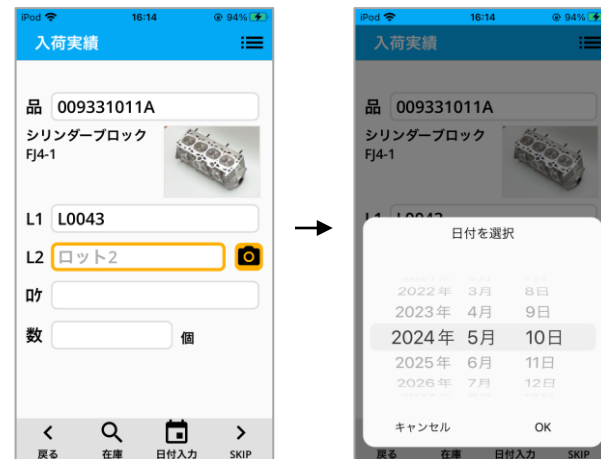 iPod 16:14 94%
入荷実績
品 009331011A
シリンダーブロック
FJ4-1
L1 L0043
L2 ロット2
ﾛｹ
数 個
戻る 在庫 日付入力 SKIP
iPod 16:14 94%
入荷実績
品 009331011A
シリンダーブロック
FJ4-1
L1 L0043
日付を選択
2022年 3月 8日
2023年 4月 9日
2024年 5月 10日
2025年 6月 11日
2026年 7月 12日
キャンセル OK
戻る 在庫 日付入力 SKIP